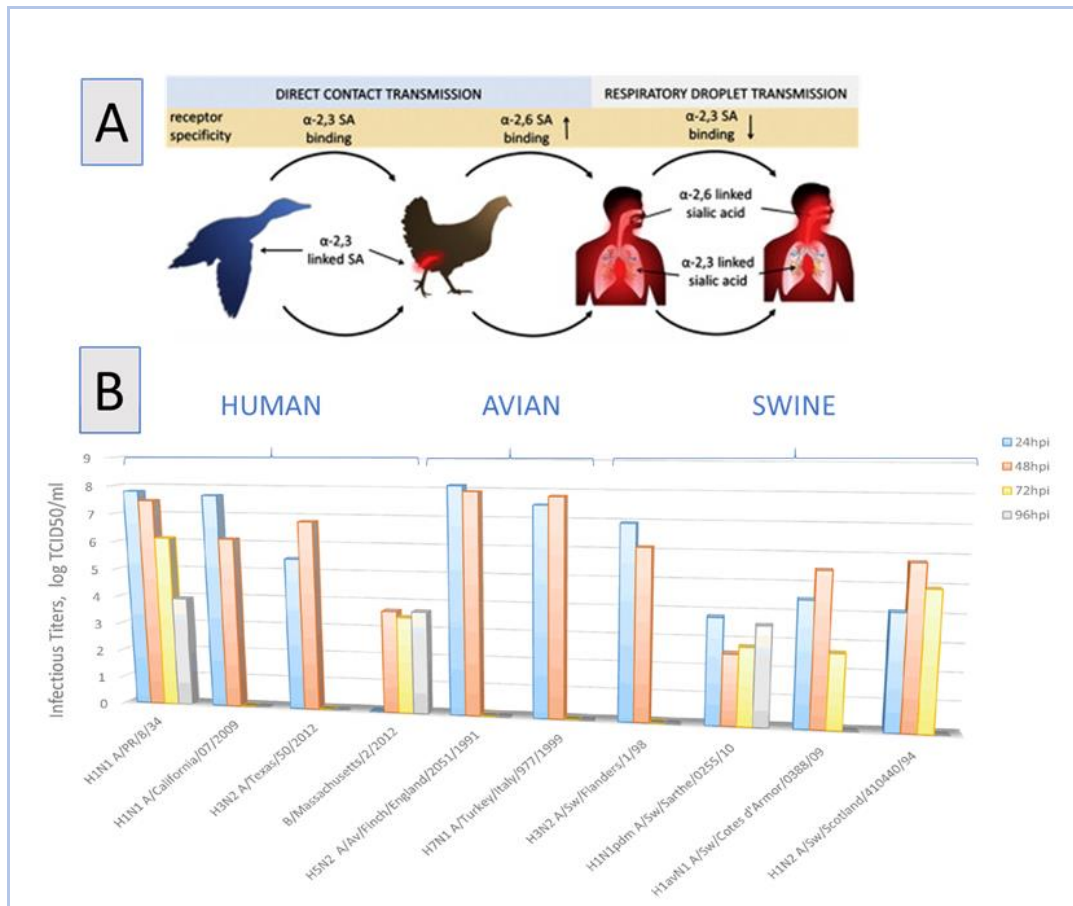 A
DIRECT CONTACT TRANSMISSION
RESPIRATORY DROPLET TRANSMISSION
receptor
specificity
α-2,3 SA
binding
α-2,6 SA
binding
α-2,3 SA
binding
α-2,3
linked SA
α-2,6 linked
sialic acid
α-2,3 linked
sialic acid
B
HUMAN
AVIAN
SWINE
24hpi
48hpi
72hpi
96hpi
Infectious Titers, log TCID50/ml
9
8
7
6
5
4
3
2
1
0
H1N1 A/PR/8/34
H1N1 A/California/07/2009
H3N2 A/Texas/50/2012
B/Massachusetts/2/2012
H5N2 A/Av/Finch/England/2051/1991
H7N1 A/Turkey/Italy/977/1999
H3N2 A/Sw/Flanders/1/98
H1N1pdm A/Sw/Sarthe/0255/10
H1avN1 A/Sw/Cotes d'Armor/0388/09
H1N2 A/Sw/Scotland/410440/94